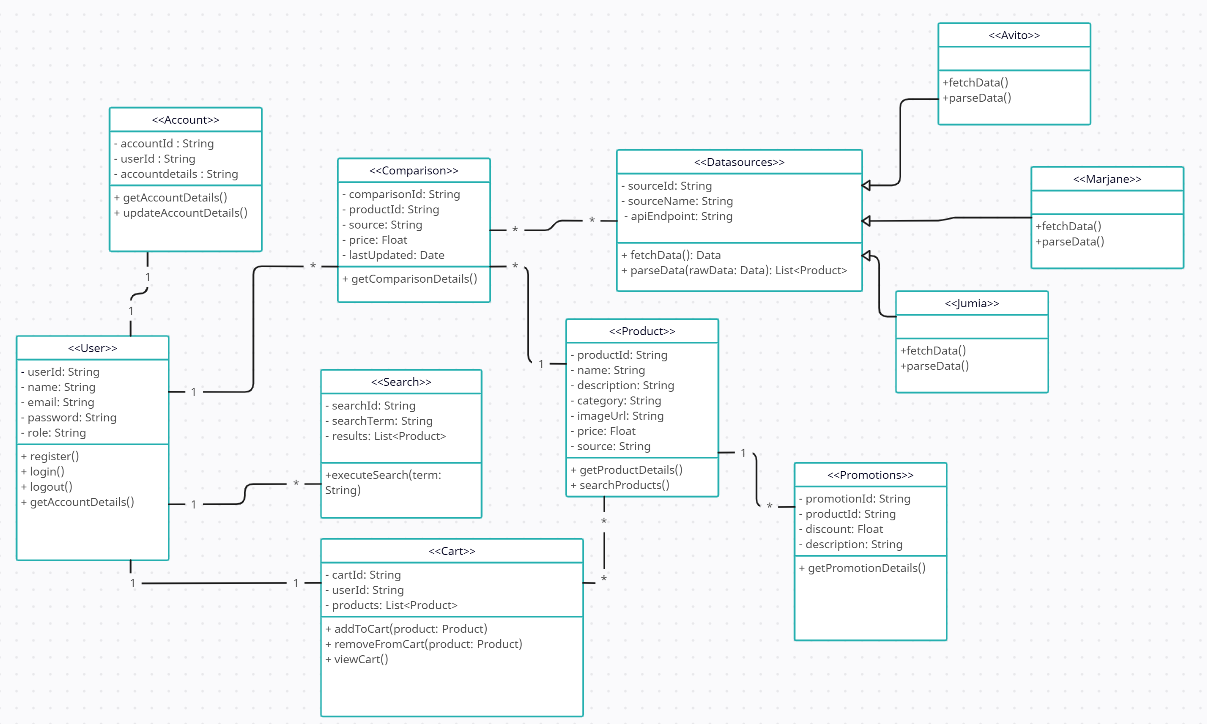 <<Avito>>
+fetchData()
+parseData()
<<Account>>
- accountId : String
- userId : String
- accountdetails : String
+ getAccountDetails()
+ updateAccountDetails()
<<Comparison>>
- comparisonId: String
- productId: String
- source: String
- price: Float
- lastUpdated: Date
+ getComparisonDetails()
<<Datasources>>
- sourceId: String
- sourceName: String
- apiEndpoint: String
+ fetchData(): Data
+ parseData(rawData: Data): List<Product>
<<Marjane>>
+fetchData()
+parseData()
<<Jumia>>
+fetchData()
+parseData()
*
*
*
*
1
1
1
1
<<User>>
- userId: String
- name: String
- email: String
- password: String
- role: String
+ register()
+ login()
+ logout()
+ getAccountDetails()
<<Search>>
- searchId: String
- searchTerm: String
- results: List<Product>
+executeSearch(term:
String)
<<Product>>
- productId: String
- name: String
- description: String
- category: String
- imageUrl: String
- price: Float
- source: String
+ getProductDetails()
+ searchProducts()
1
*
1
*
<<Promotions>>
- promotionId: String
- productId: String
- discount: Float
- description: String
+ getPromotionDetails()
*
*
1
1
<<Cart>>
- cartId: String
- userId: String
- products: List<Product>
+ addToCart(product: Product)
+ removeFromCart(product: Product)
+ viewCart()